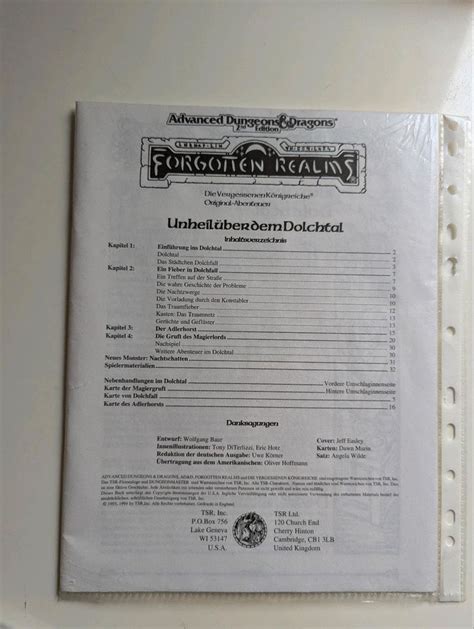 Advanced Dungeons & Dragons
2nd Edition
FORGOTTEN REALMS
Die Vergessenen Königreiche®
Original-Abenteuer
Unheil über dem Dolchtal
Inhaltsverzeichnis
Kapitel 1: Einführung ins Dolchtal
Dolchtal 2
Das Städtchen Dolchfall
Kapitel 2: Ein Fieber in Dolchfall
Ein Treffen auf der Straße
Die wahre Geschichte der Probleme
Die Nachtzwerge
Die Vorladung durch den Konstabler
Das Traumfieber
Kasten: Das Traumnetz
Gerüchte und Geflüster
Kapitel 3: Der Adlerhorst
Kapitel 4: Die Gruft des Magierlords
Nachspiel
Weitere Abenteuer im Dolchtal
Neues Monster: Nachtschatten
Spielermaterialien 32
Nebenhandlungen im Dolchtal Vordere Umschlaginnenseite
Karte der Magiergruft Hintere Umschlaginnenseite
Karte von Dolchfall
Karte des Adlerhorsts 16
Danksagungen
Entwurf: Wolfgang Baur
Cover: Jeff Easley
Innenillustrationen: Tony DiTerlizzi, Eric Hotz
Karten: Dawn Murin
Redaktion der deutschen Ausgabe: Uwe Körner
Satz: Angela Wilde
Übertragung aus dem Amerikanischen: Oliver Hoffmann
TSR, Inc.
P.O.Box 756
Lake Geneva
WI 53147
U.S.A.
TSR Ltd.
120 Church End
Cherry Hinton
Cambridge, CB1 3LB
United Kingdom